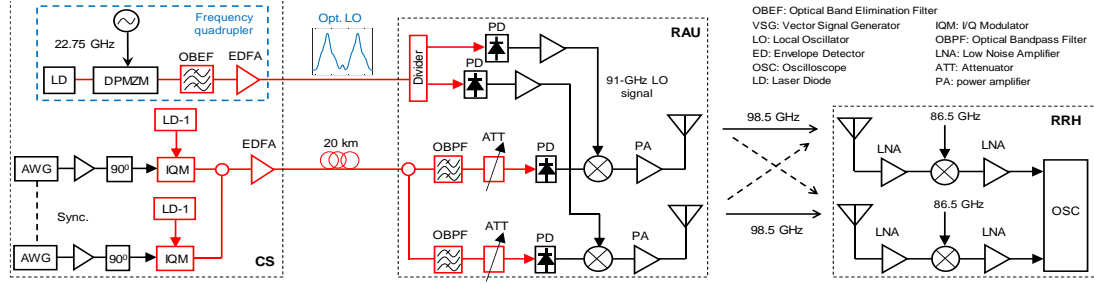 Frequency
quadrupler
22.75 GHz
LD
DPMZM
OBEF
EDFA
Opt. LO
Divider
PD
PD
RAU
91-GHz LO
signal
OBEF: Optical Band Elimination Filter
VSG: Vector Signal Generator
IQM: I/Q Modulator
LO: Local Oscillator
OBPF: Optical Bandpass Filter
ED: Envelope Detector
LNA: Low Noise Amplifier
OSC: Oscilloscope
ATT: Attenuator
LD: Laser Diode
PA: power amplifier
LD-1
AWG
90⁰
IQM
EDFA
20 km
OBPF
ATT
PD
PA
Sync.
LD-1
AWG
90⁰
IQM
CS
OBPF
ATT
PD
PA
98.5 GHz
98.5 GHz
86.5 GHz
RRH
LNA
LNA
OSC
86.5 GHz
LNA
LNA